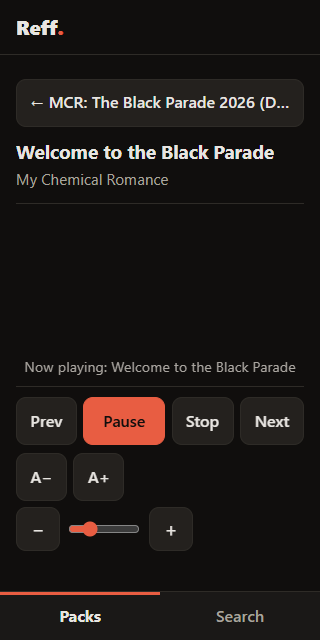 Reff.
← MCR: The Black Parade 2026 (D...
Welcome to the Black Parade
My Chemical Romance
Now playing: Welcome to the Black Parade
Prev Pause Stop Next
A− A+
− +
Packs Search